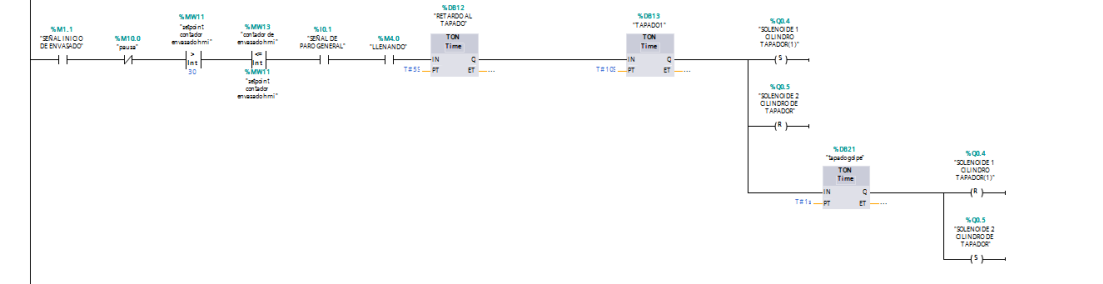 %M1.1
"SEÑAL INICIO
DE ENVASADO"
%M10.0
"pausa"
%MW11
"setpoint
contador
envasado hmi"
>
Int
30
%MW13
"contador de
envasado hmi"
<=
Int
%MW11
"setpoint
contador
envasado hmi"
%I0.1
"SEÑAL DE
PARO GENERAL"
%M4.0
"LLENANDO"
%DB12
"RETARDO AL
TAPADO"
TON
Time
IN Q
T#5S PT ET ...
%DB13
"TAPADO1"
TON
Time
IN Q
T#10S PT ET ...
%Q0.4
"SOLENOIDE 1
CILINDRO
TAPADOR(1)"
S
%Q0.5
"SOLENOIDE 2
CILINDRO DE
TAPADOR"
R
%DB21
"tapado golpe"
TON
Time
IN Q
T#1s PT ET ...
%Q0.4
"SOLENOIDE 1
CILINDRO
TAPADOR(1)"
R
%Q0.5
"SOLENOIDE 2
CILINDRO DE
TAPADOR"
S